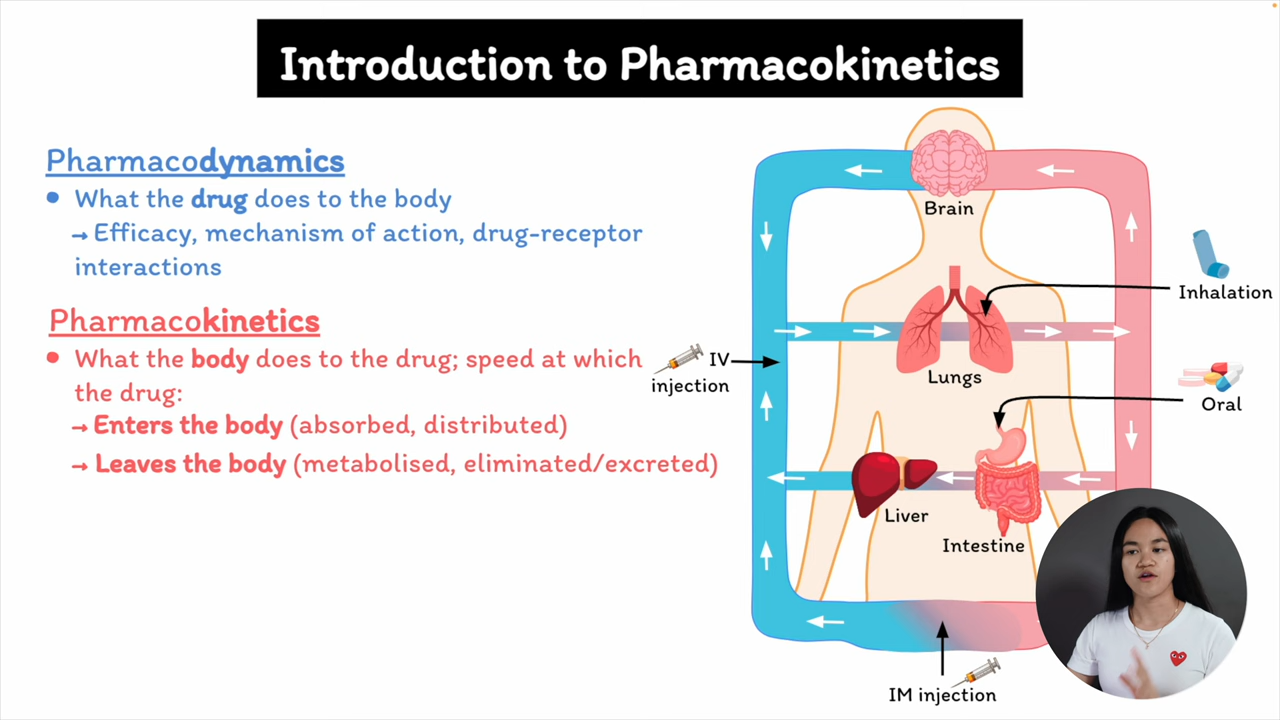 Introduction to Pharmacokinetics
Pharmacodynamics
• What the drug does to the body
→ Efficacy, mechanism of action, drug-receptor
interactions
Pharmacokinetics
• What the body does to the drug; speed at which
the drug:
→ Enters the body (absorbed, distributed)
→ Leaves the body (metabolised, eliminated/excreted)
Brain
Inhalation
IV
injection
Lungs
Oral
Liver
Intestine
IM injection